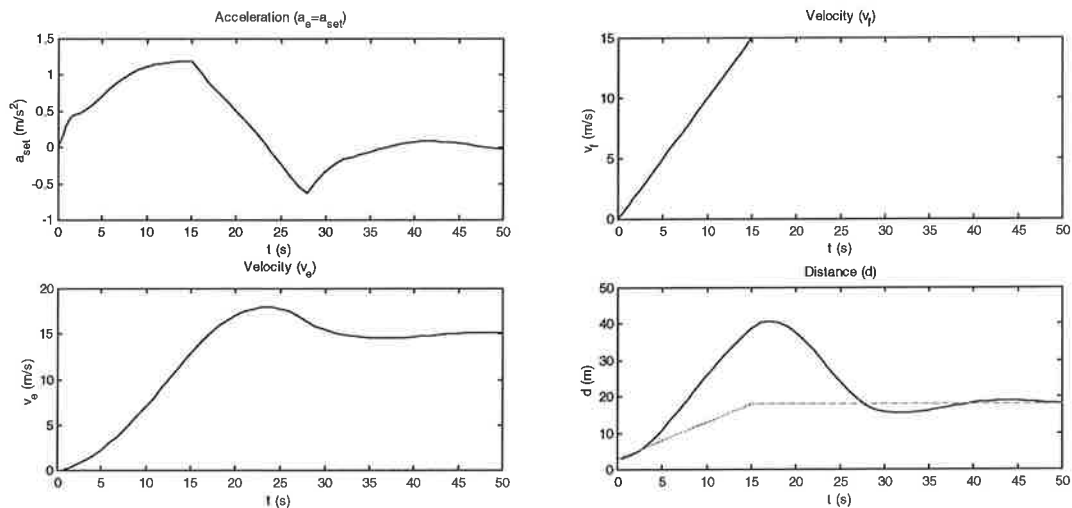 Acceleration (a_e=a_set)
1.5
1
0.5
0
-0.5
-1
a_set (m/s²)
0 5 10 15 20 25 30 35 40 45 50
t (s)
Velocity (v_f)
15
10
5
0
v_f (m/s)
0 5 10 15 20 25 30 35 40 45 50
t (s)
Velocity (v_e)
20
15
10
5
0
v_e (m/s)
0 5 10 15 20 25 30 35 40 45 50
t (s)
Distance (d)
50
40
30
20
10
0
d (m)
0 5 10 15 20 25 30 35 40 45 50
t (s)